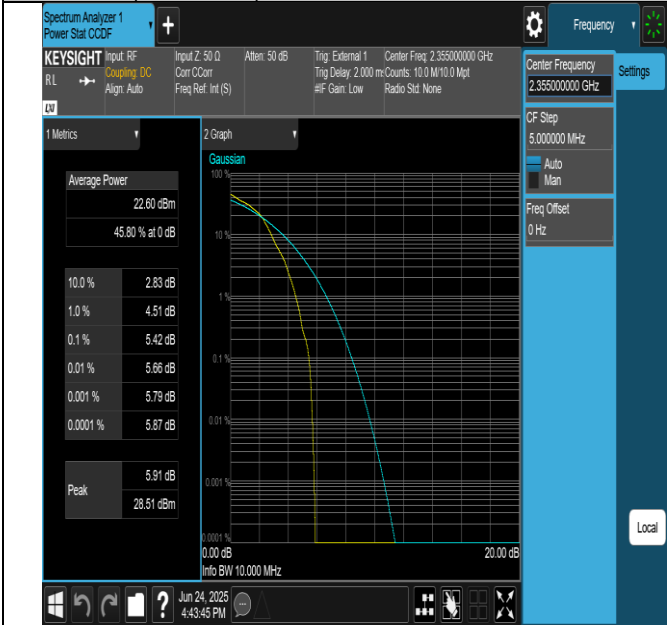 Spectrum Analyzer 1
Power Stat CCDF
Frequency
KEYSIGHT
RL
LXI
Input: RF
Coupling: DC
Align: Auto
Input Z: 50 Ω
Corr CCorr
Freq Ref: Int (S)
Atten: 50 dB
Trig: External 1
Trig Delay: 2.000 m
#IF Gain: Low
Center Freq: 2.355000000 GHz
Counts: 10.0 M/10.0 Mpt
Radio Std: None
Center Frequency
2.355000000 GHz
Settings
CF Step
5.000000 MHz
Auto
Man
Freq Offset
0 Hz
Local
1 Metrics
Average Power
22.60 dBm
45.80 % at 0 dB
10.0 % 2.83 dB
1.0 % 4.51 dB
0.1 % 5.42 dB
0.01 % 5.66 dB
0.001 % 5.79 dB
0.0001 % 5.87 dB
Peak
5.91 dB
28.51 dBm
2 Graph
Gaussian
100 %
10 %
1 %
0.1 %
0.01 %
0.001 %
0.0001 %
0.00 dB
20.00 dB
Info BW 10.000 MHz
?
Jun 24, 2025
4:43:45 PM